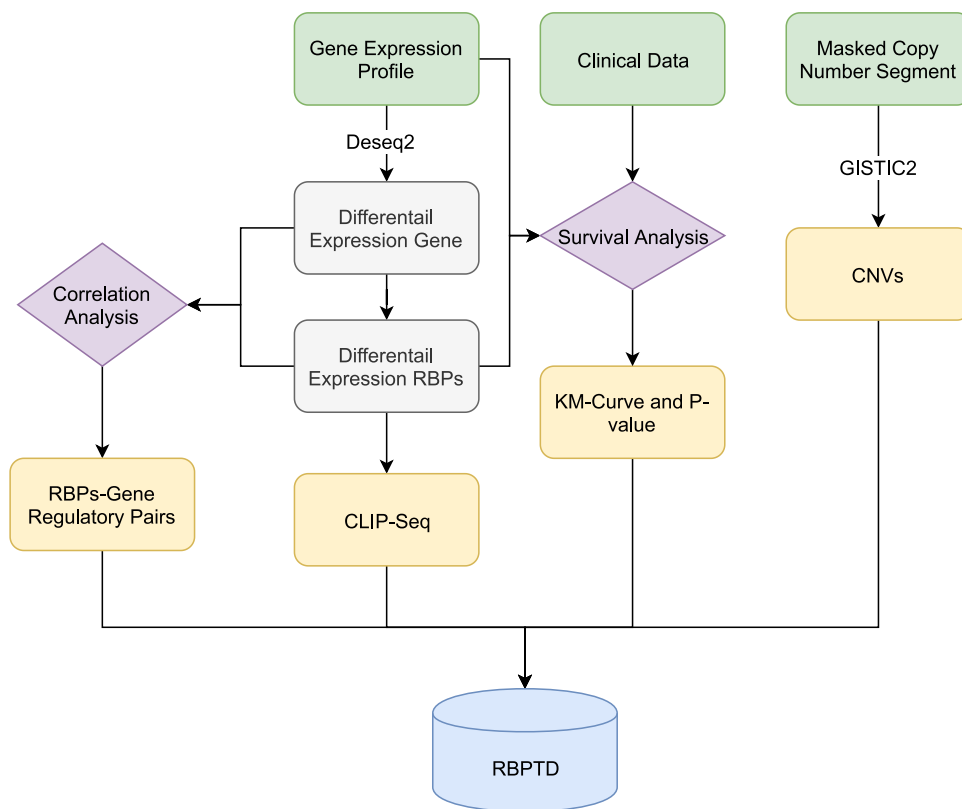 Gene Expression
Profile
Clinical Data
Masked Copy
Number Segment
Deseq2
GISTIC2
Differentail
Expression Gene
Survival Analysis
CNVs
Correlation
Analysis
Differentail
Expression RBPs
KM-Curve and P-
value
RBPs-Gene
Regulatory Pairs
CLIP-Seq
RBPTD